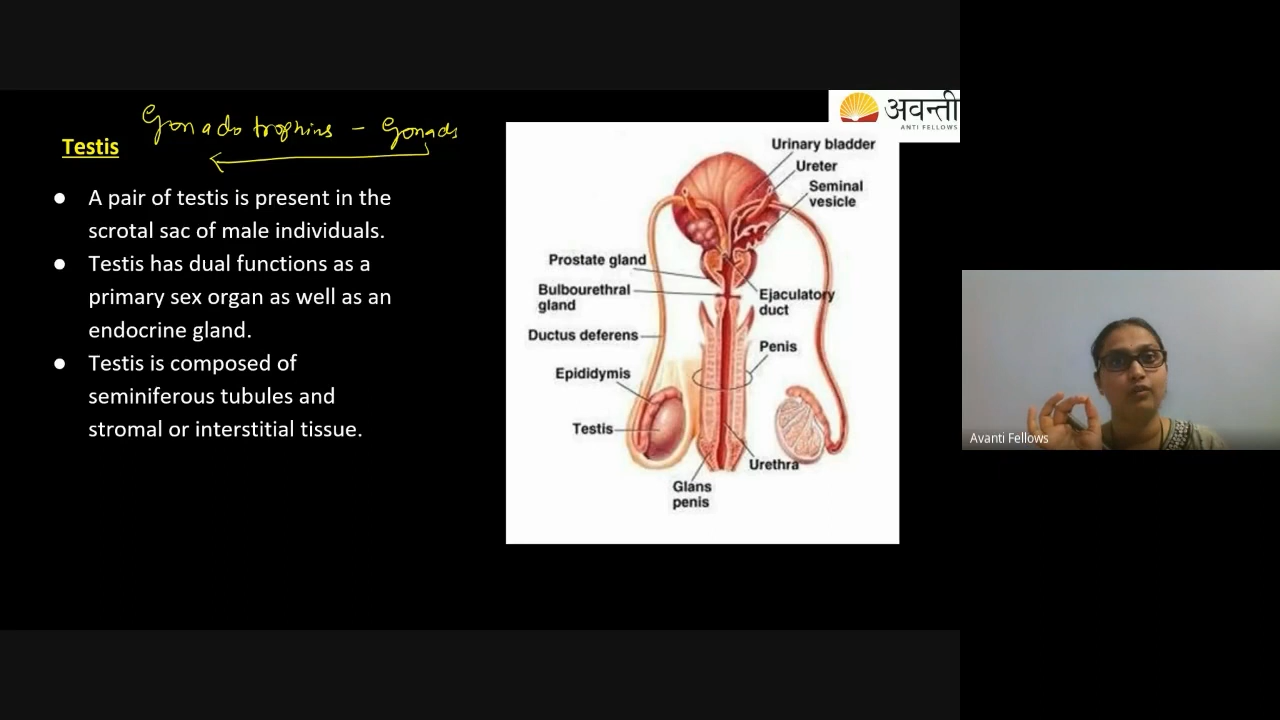 Gonadotrophins - Gonads
Testis
● A pair of testis is present in the
scrotal sac of male individuals.
● Testis has dual functions as a
primary sex organ as well as an
endocrine gland.
● Testis is composed of
seminiferous tubules and
stromal or interstitial tissue.
अवन्ती
ANTI FELLOWS
Urinary bladder
Ureter
Seminal
vesicle
Prostate gland
Bulbourethral
gland
Ejaculatory
duct
Ductus deferens
Penis
Epididymis
Testis
Urethra
Glans
penis
Avanti Fellows